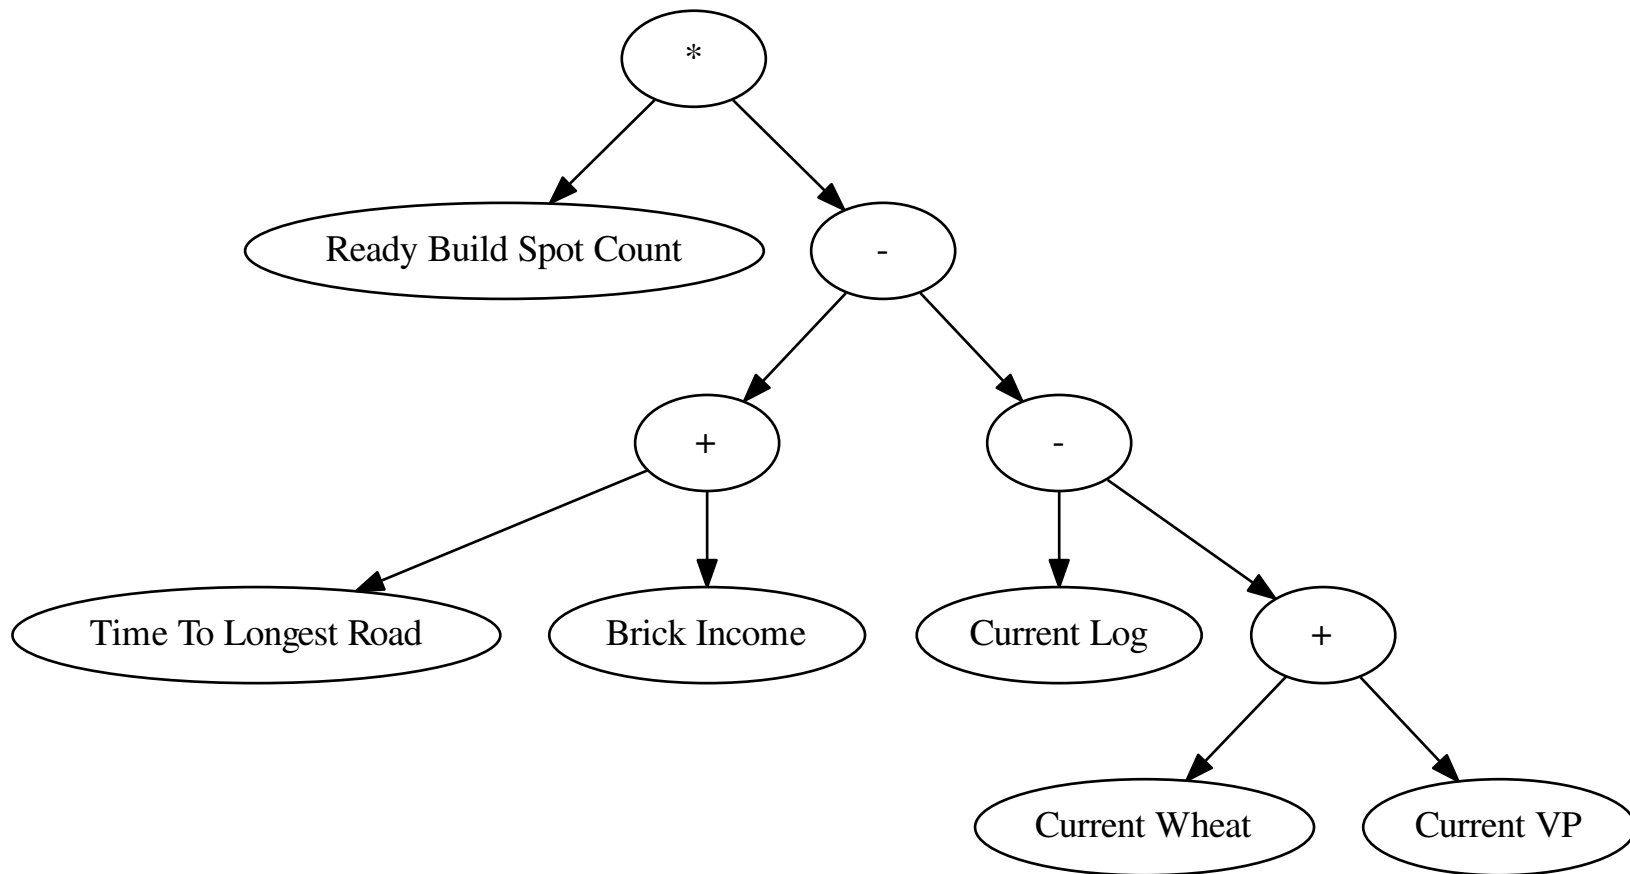 *
Ready Build Spot Count
-
+
-
Time To Longest Road
Brick Income
Current Log
+
Current Wheat
Current VP